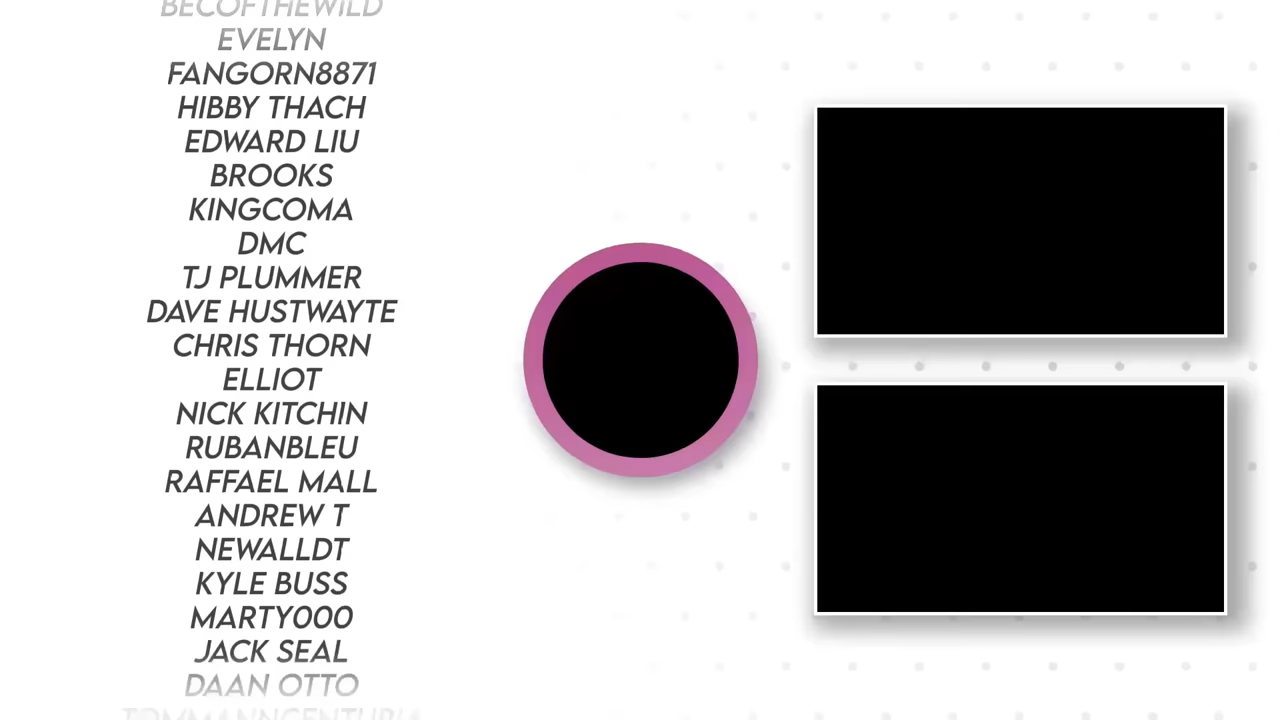 BECOFTHEWILD
EVELYN
FANGORN8871
HIBBY THACH
EDWARD LIU
BROOKS
KINGCOMA
DMC
TJ PLUMMER
DAVE HUSTWAYTE
CHRIS THORN
ELLIOT
NICK KITCHIN
RUBANBLEU
RAFFAEL MALL
ANDREW T
NEWALLDT
KYLE BUSS
MARTY000
JACK SEAL
DAAN OTTO